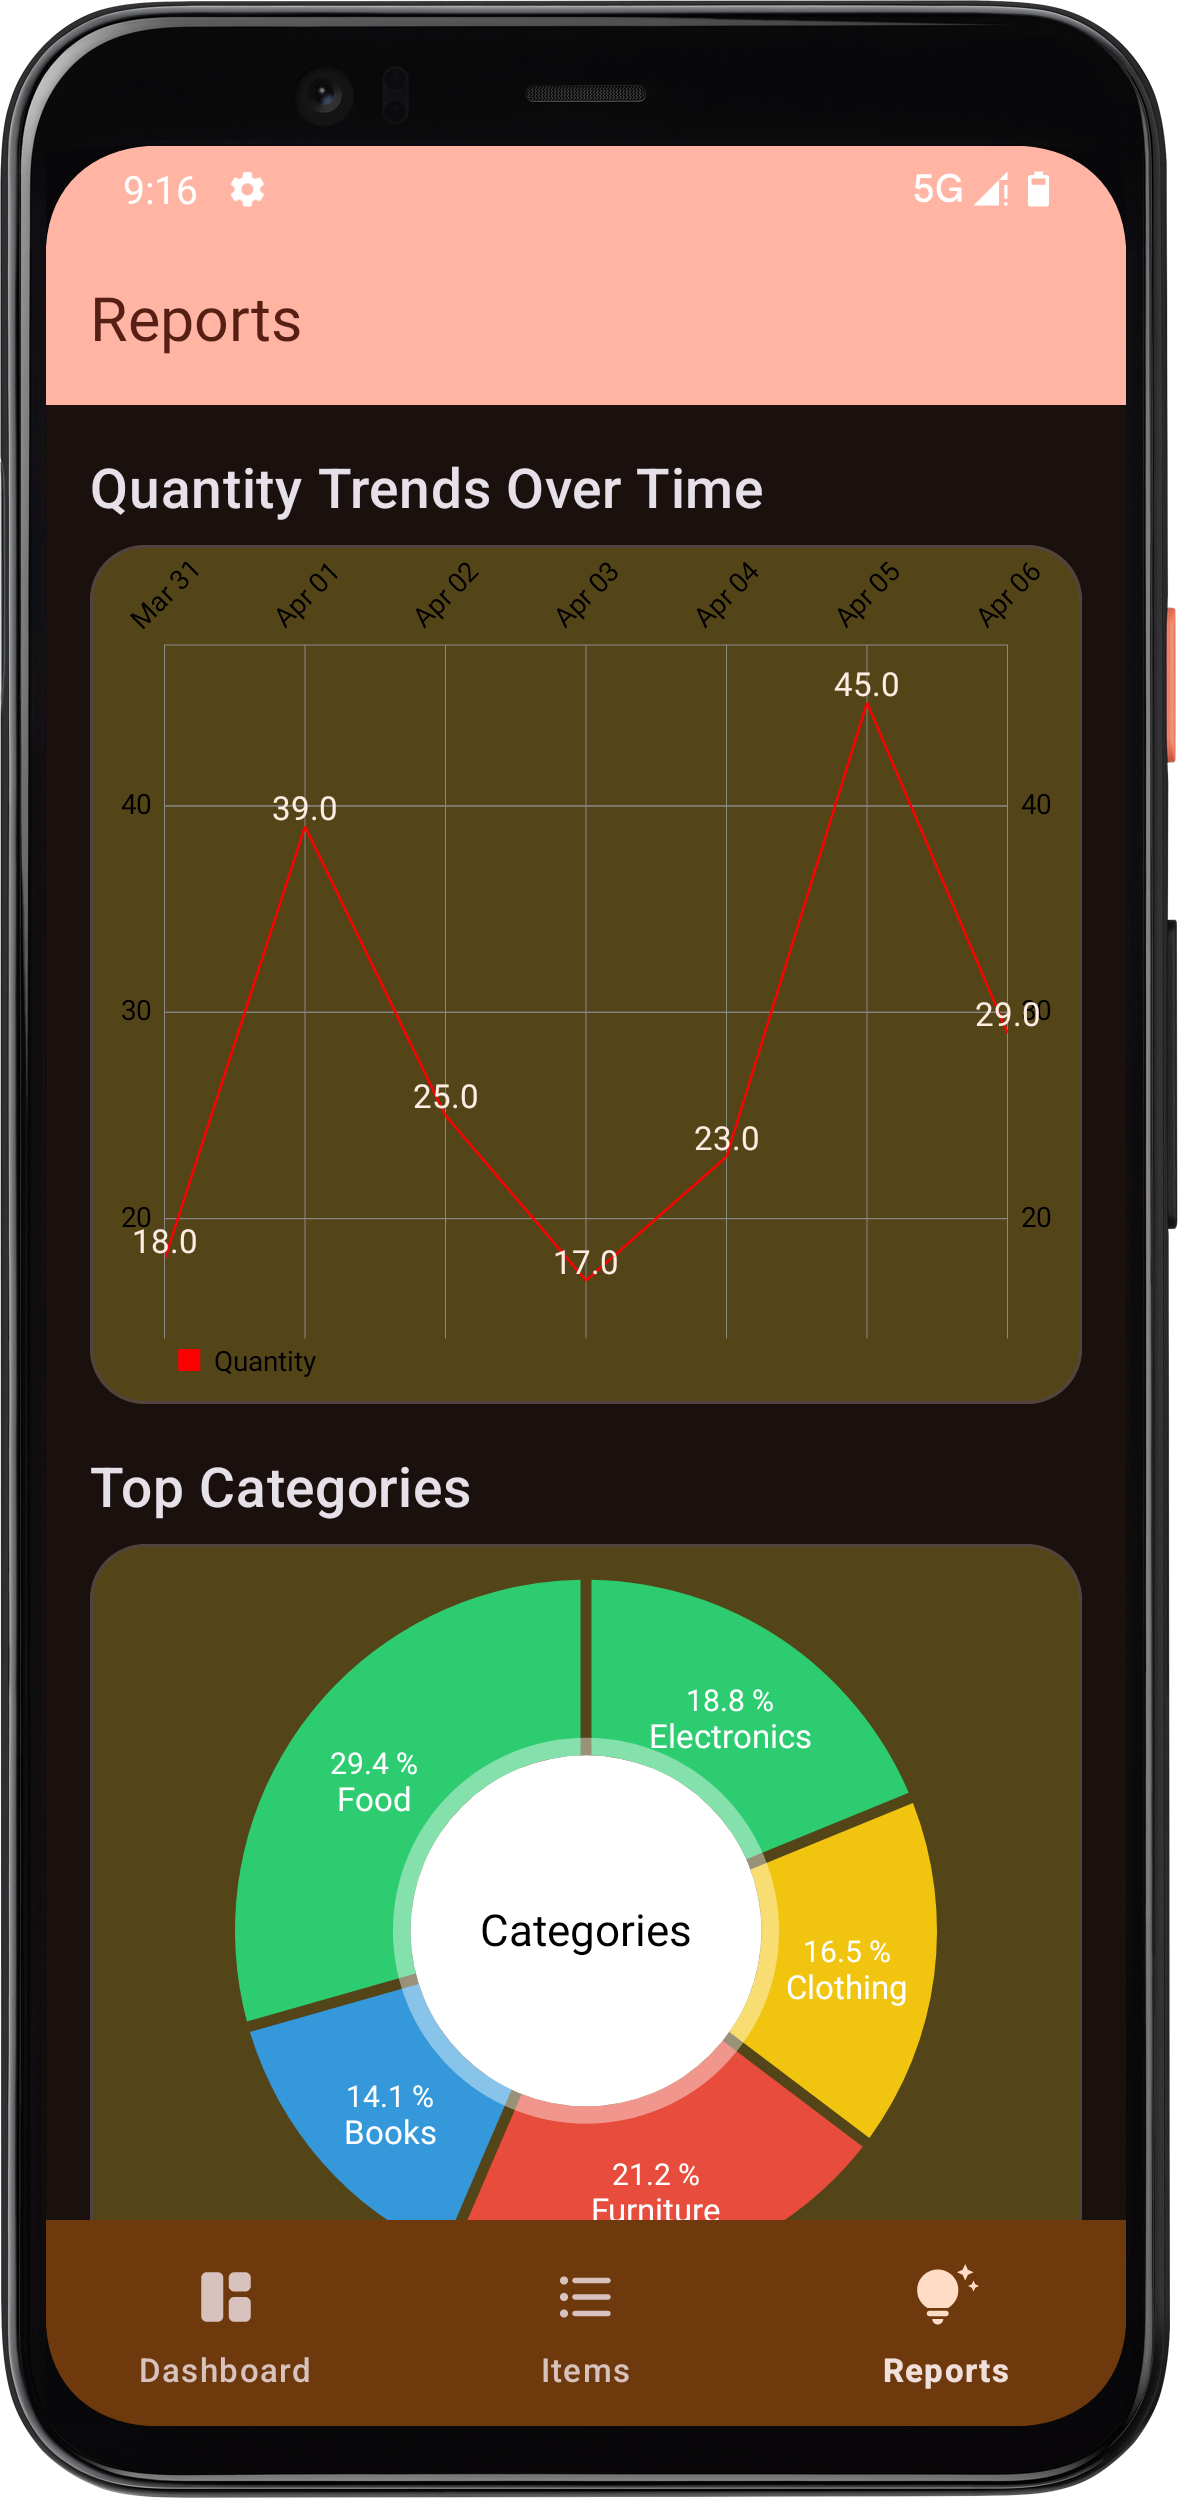 9:16
5G
Reports
Quantity Trends Over Time
Mar 31 Apr 01 Apr 02 Apr 03 Apr 04 Apr 05 Apr 06
45.0
40 39.0 40
30 29.0 30
25.0
23.0
20 20
18.0
17.0
Quantity
Top Categories
18.8 %
Electronics
29.4 %
Food
Categories
16.5 %
Clothing
14.1 %
Books
21.2 %
Furniture
Dashboard Items Reports